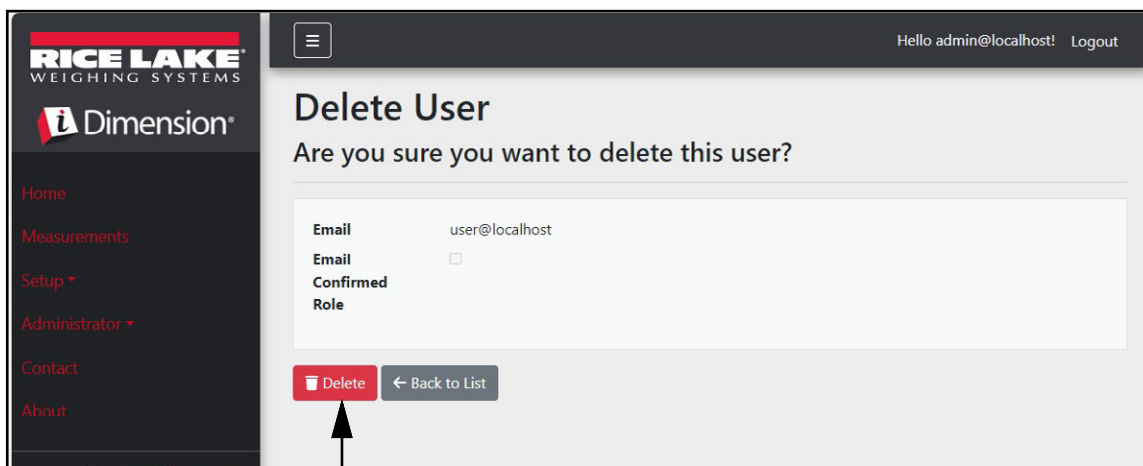 RICE LAKE®
WEIGHING SYSTEMS
i Dimension®
Home
Measurements
Setup
Administrator
Contact
About
Hello admin@localhost! Logout
Delete User
Are you sure you want to delete this user?
Email user@localhost
Email
Confirmed
Role
Delete ← Back to List